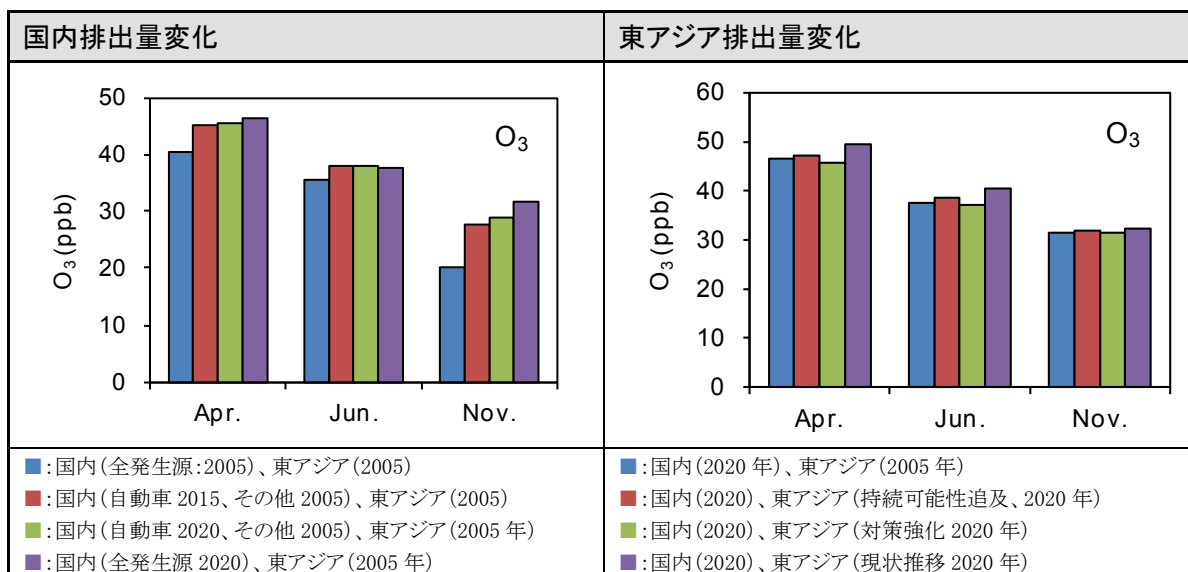 国内排出量変化
東アジア排出量変化
50
40
30
20
10
0
O₃(ppb)
O₃
Apr. Jun. Nov.
60
50
40
30
20
10
0
O₃(ppb)
O₃
Apr. Jun. Nov.
■:国内(全発生源:2005)、東アジア(2005)
■:国内(自動車 2015、その他 2005)、東アジア(2005)
■:国内(自動車 2020、その他 2005)、東アジア(2005 年)
■:国内(全発生源 2020)、東アジア(2005 年)
■:国内(2020 年)、東アジア(2005 年)
■:国内(2020)、東アジア(持続可能性追及、2020 年)
■:国内(2020)、東アジア(対策強化 2020 年)
■:国内(2020)、東アジア(現状推移 2020 年)